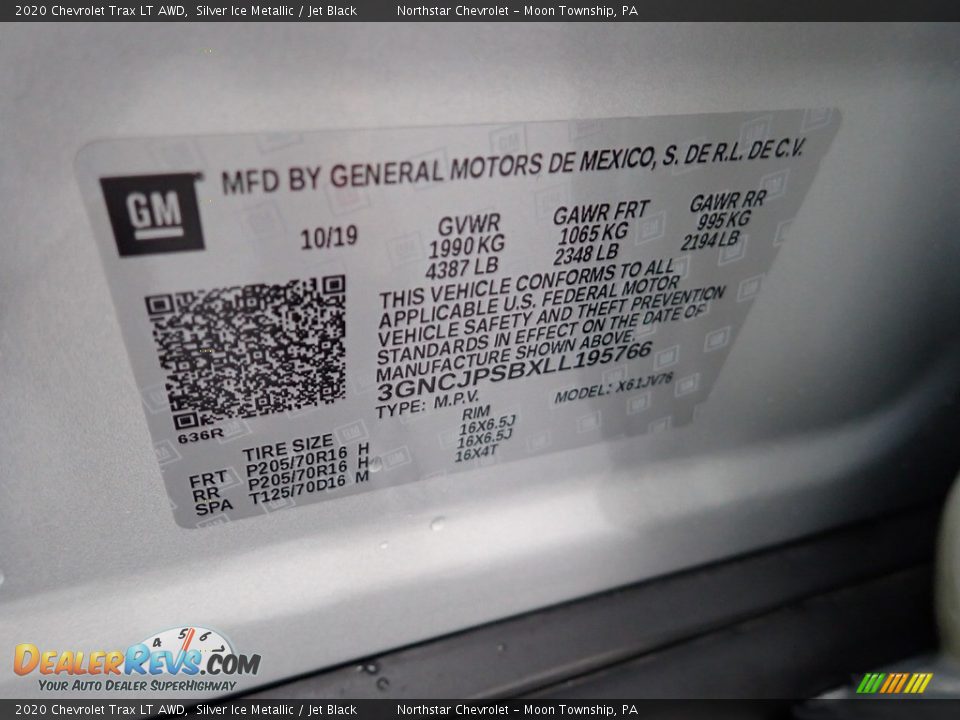 2020 Chevrolet Trax LT AWD, Silver Ice Metallic / Jet Black Northstar Chevrolet - Moon Township, PA
GM
MFD BY GENERAL MOTORS DE MEXICO, S. DE R.L. DE C.V.
10/19
GVWR GAWR FRT GAWR RR
1990 KG 1065 KG 995 KG
4387 LB 2348 LB 2194 LB
THIS VEHICLE CONFORMS TO ALL
APPLICABLE U.S. FEDERAL MOTOR
VEHICLE SAFETY AND THEFT PREVENTION
STANDARDS IN EFFECT ON THE DATE OF
MANUFACTURE SHOWN ABOVE.
3GNCJPSBXLL195766
TYPE: M.P.V. MODEL: X61JV76
636R
TIRE SIZE RIM
FRT P205/70R16 H 16X6.5J
RR P205/70R16 H 16X6.5J
SPA T125/70D16 M 16X4T
4 5 6
DEALERREVS.COM
YOUR AUTO DEALER SUPERHIGHWAY
2020 Chevrolet Trax LT AWD, Silver Ice Metallic / Jet Black Northstar Chevrolet - Moon Township, PA